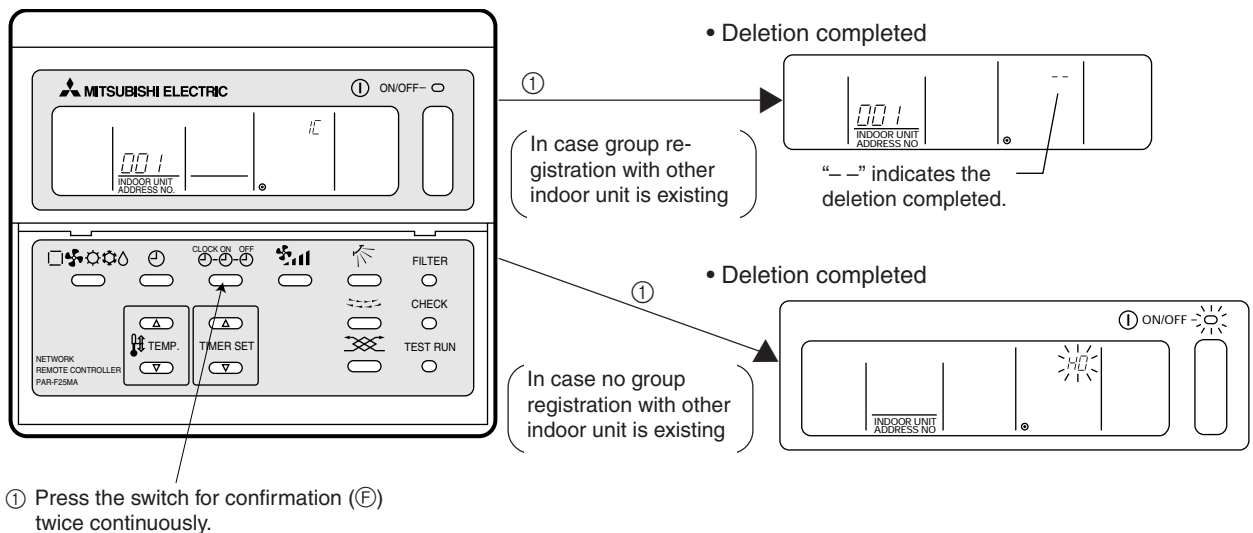 • Deletion completed
MITSUBISHI ELECTRIC
ON/OFF
①
IC
001
INDOOR UNIT
ADDRESS NO.
In case group re-
gistration with other
indoor unit is existing
– –
001
INDOOR UNIT
ADDRESS NO
“– –” indicates the
deletion completed.
CLOCK ON OFF
FILTER
CHECK
TEMP.
TIMER SET
TEST RUN
NETWORK
REMOTE CONTROLLER
PAR-F25MA
①
• Deletion completed
ON/OFF
H0
INDOOR UNIT
ADDRESS NO
In case no group
registration with other
indoor unit is existing
① Press the switch for confirmation (Ⓕ)
twice continuously.